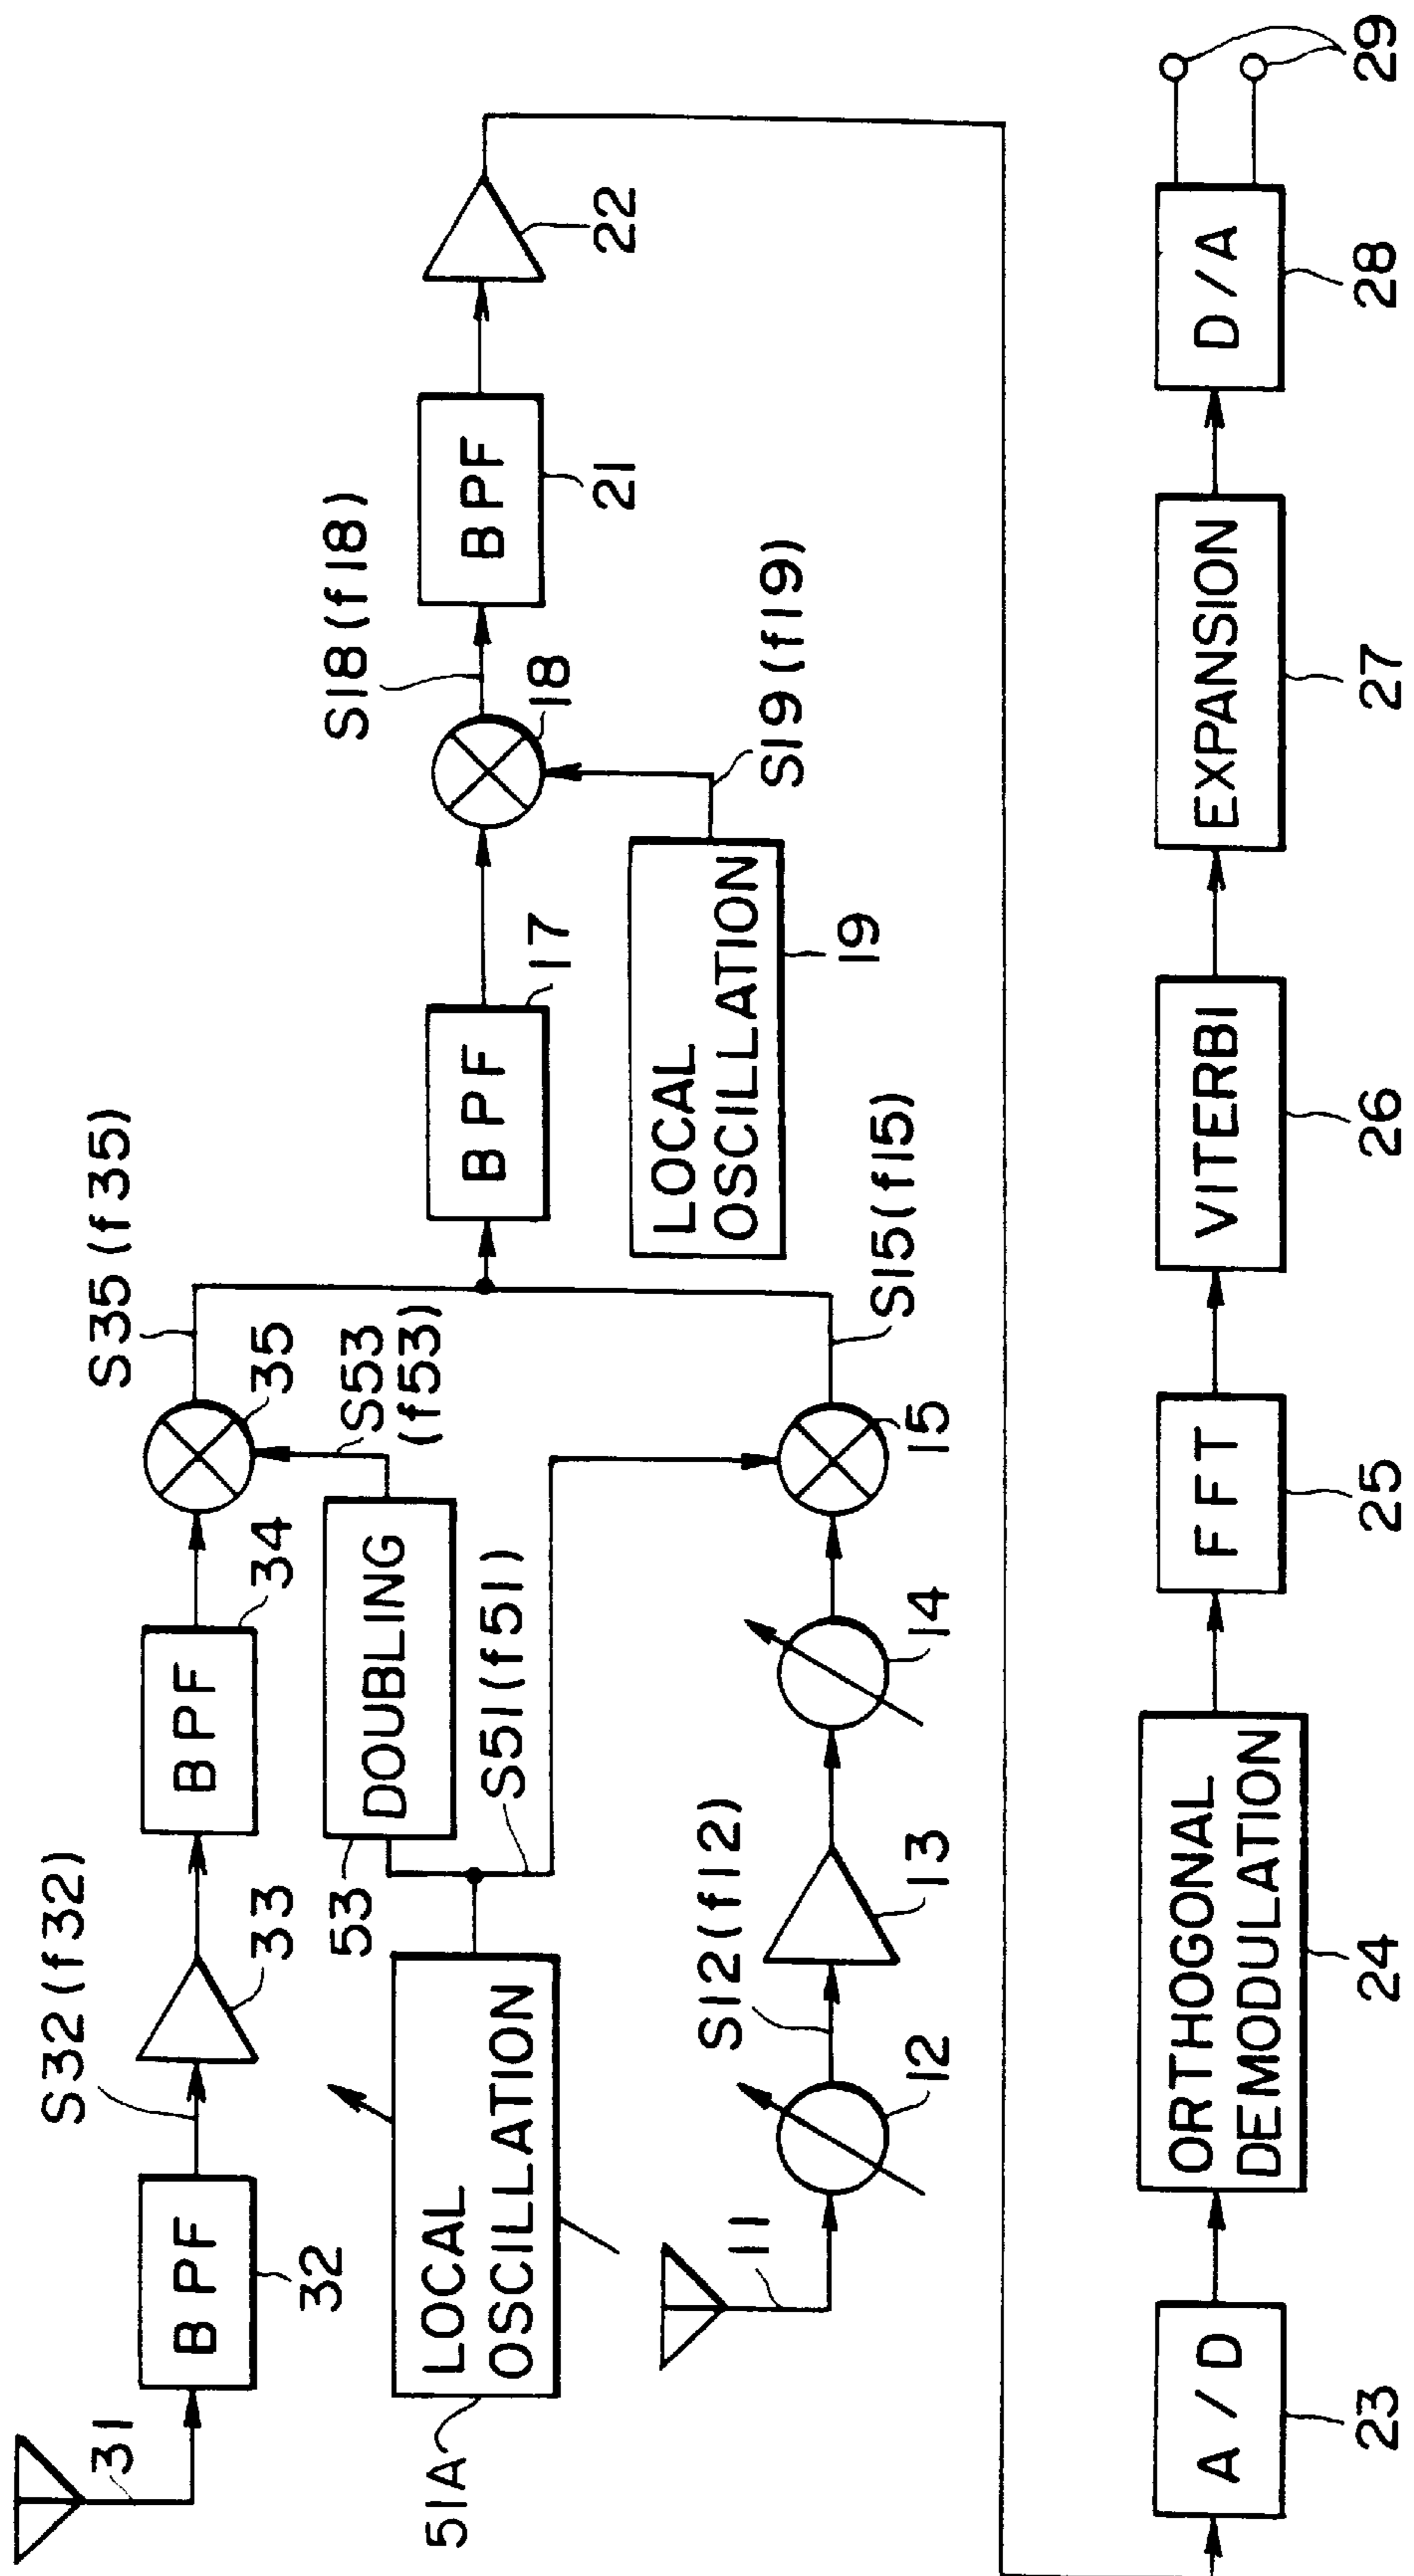 31
BPF
32
S32(f32)
33
BPF
34
35
S35(f35)
51A
LOCAL
OSCILLATION
53
DOUBLING
S53
(f53)
S51(f51)
11
12
S12(f12)
13
14
15
S15(f15)
BPF
17
18
S18(f18)
LOCAL
OSCILLATION
19
S19(f19)
BPF
21
22
A/D
23
ORTHOGONAL
DEMODULATION
24
FFT
25
VITERBI
26
EXPANSION
27
D/A
28
29